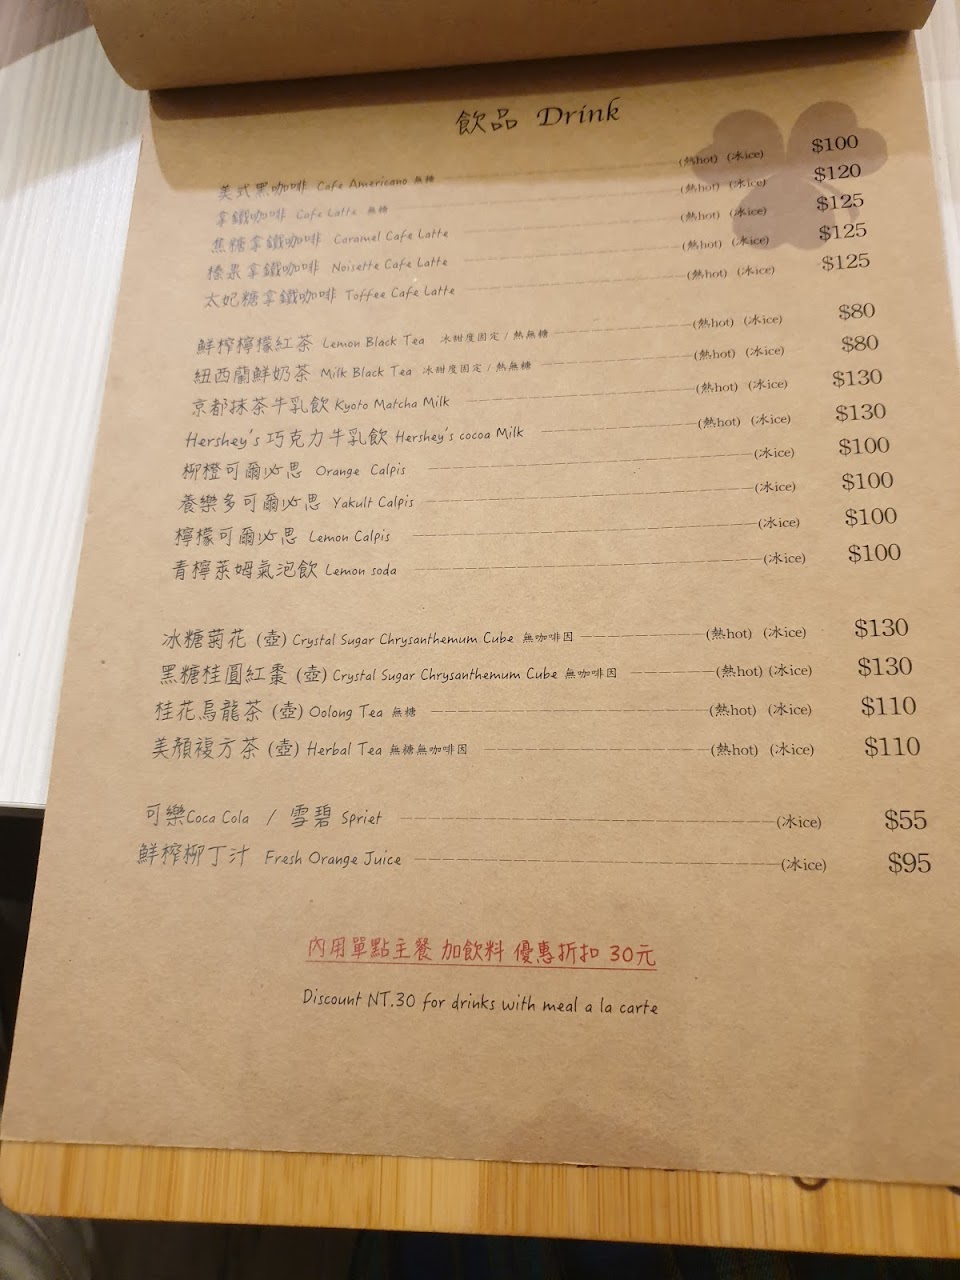 飲品 Drink
美式黑咖啡 Cafe Americano 無糖 (熱hot) (冰ice) $100
拿鐵咖啡 Cafe Latte 無糖 (熱hot) (冰ice) $120
焦糖拿鐵咖啡 Caramel Cafe Latte (熱hot) (冰ice) $125
榛果拿鐵咖啡 Noisette Cafe Latte (熱hot) (冰ice) $125
太妃糖拿鐵咖啡 Toffee Cafe Latte (熱hot) (冰ice) $125
鮮榨檸檬紅茶 Lemon Black Tea 冰甜度固定 / 熱無糖 (熱hot) (冰ice) $80
紐西蘭鮮奶茶 Milk Black Tea 冰甜度固定 / 熱無糖 (熱hot) (冰ice) $80
京都抹茶牛乳飲 Kyoto Matcha Milk (熱hot) (冰ice) $130
Hershey's 巧克力牛乳飲 Hershey's cocoa Milk (熱hot) (冰ice) $130
柳橙可爾必思 Orange Calpis (冰ice) $100
養樂多可爾必思 Yakult Calpis (冰ice) $100
檸檬可爾必思 Lemon Calpis (冰ice) $100
青檸萊姆氣泡飲 Lemon soda (冰ice) $100
冰糖菊花 (壺) Crystal Sugar Chrysanthemum Cube 無咖啡因 (熱hot) (冰ice) $130
黑糖桂圓紅棗 (壺) Crystal Sugar Chrysanthemum Cube 無咖啡因 (熱hot) (冰ice) $130
桂花烏龍茶 (壺) Oolong Tea 無糖 (熱hot) (冰ice) $110
美顏複方茶 (壺) Herbal Tea 無糖無咖啡因 (熱hot) (冰ice) $110
可樂Coca Cola / 雪碧 Spriet (冰ice) $55
鮮榨柳丁汁 Fresh Orange Juice (冰ice) $95
內用單點主餐 加飲料 優惠折扣 30元
Discount NT.30 for drinks with meal a la carte